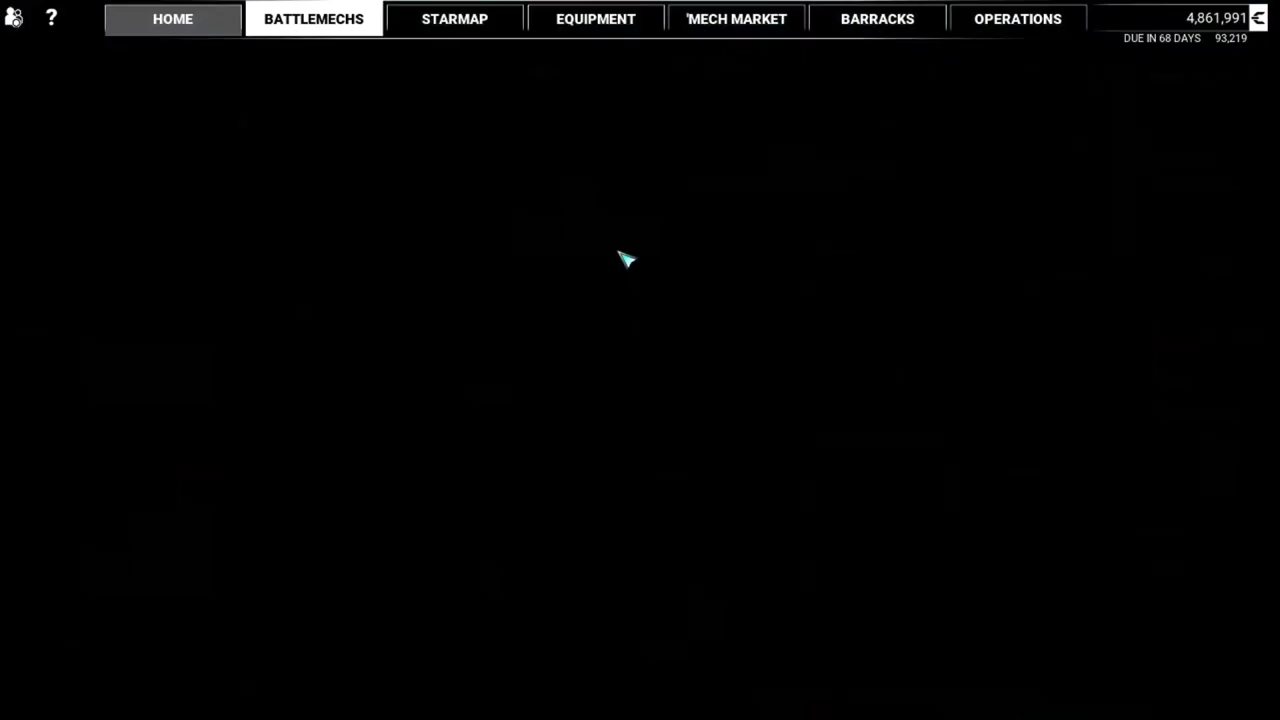 ?
HOME
BATTLEMECHS
STARMAP
EQUIPMENT
'MECH MARKET
BARRACKS
OPERATIONS
4,861,991
DUE IN 68 DAYS 93,219